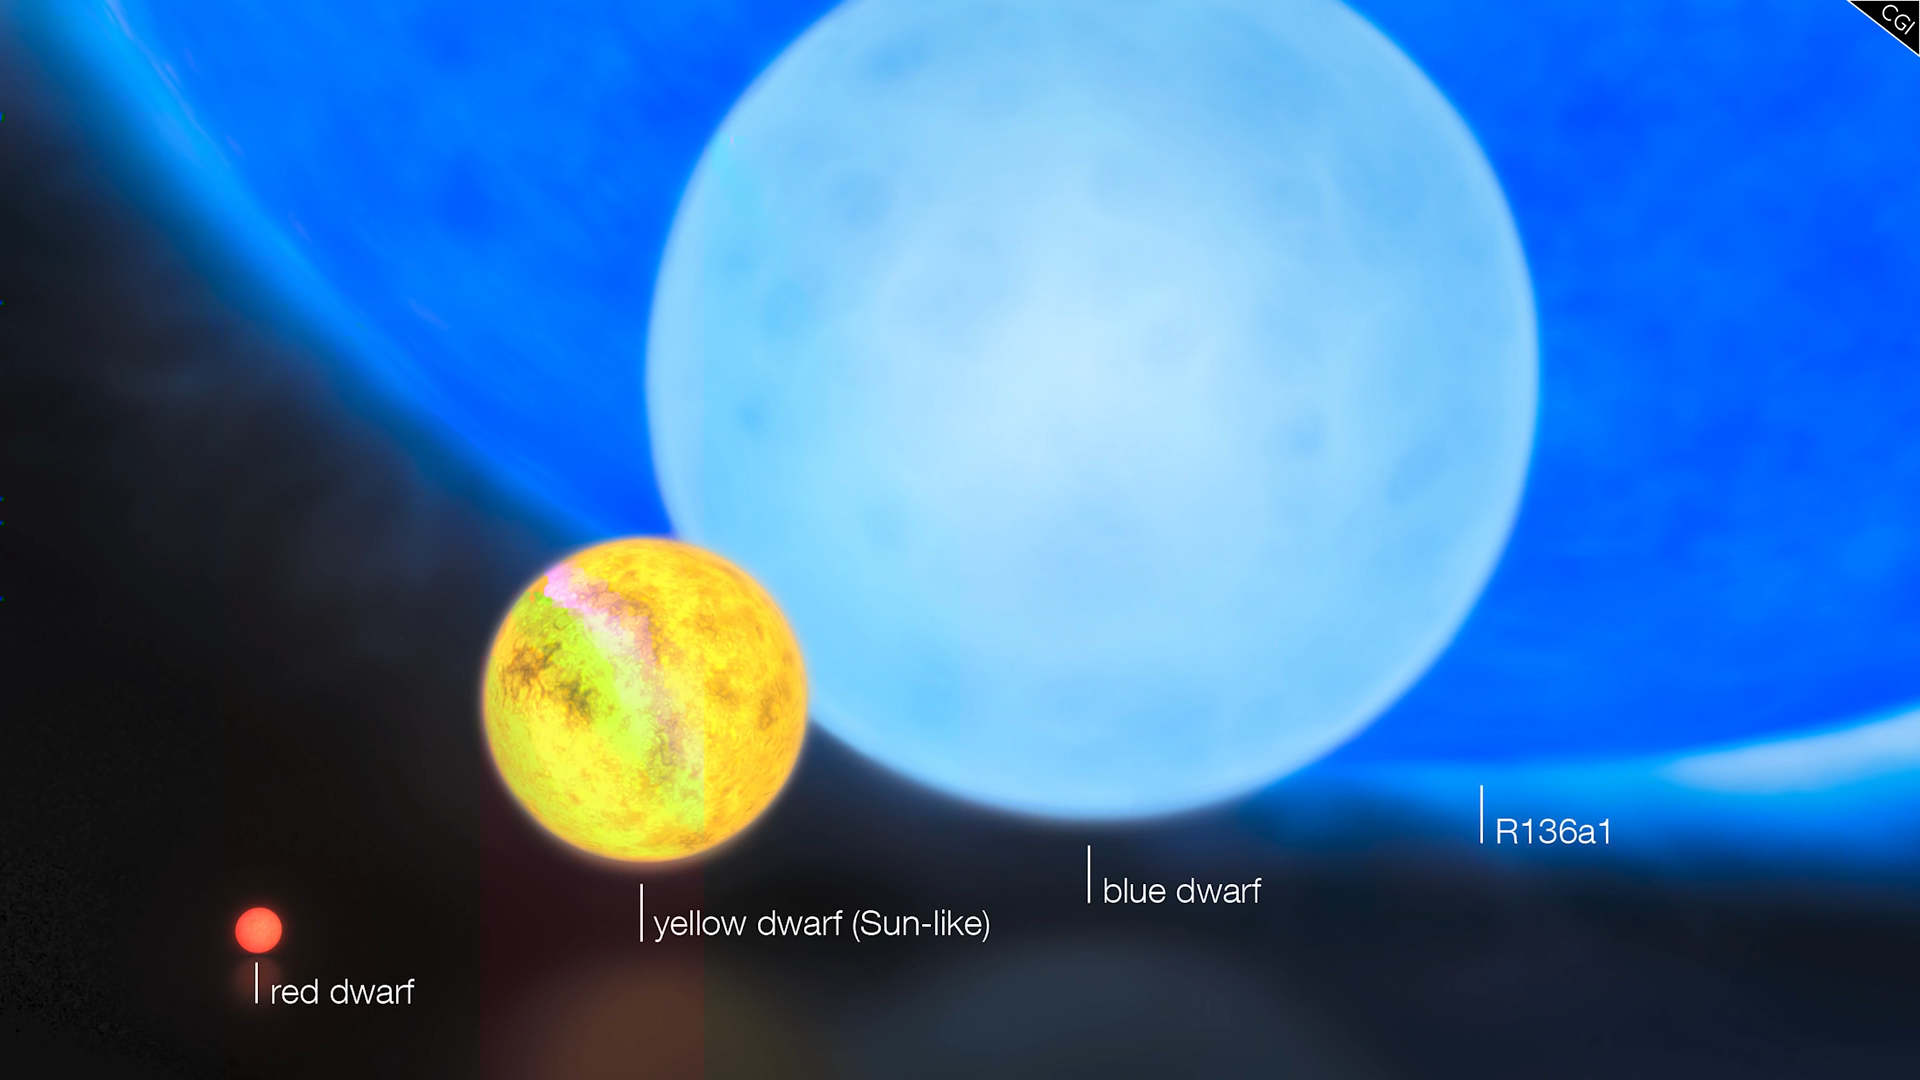 CGI
R136a1
blue dwarf
yellow dwarf (Sun-like)
red dwarf